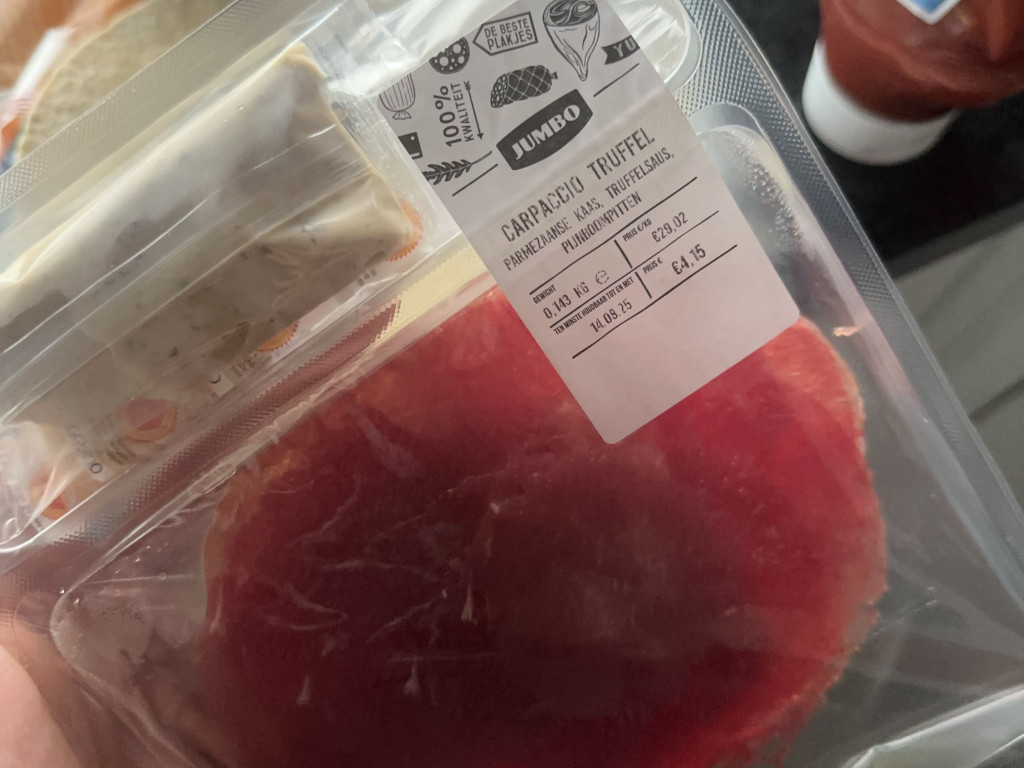 DE BESTE
PLAKJES
100%
KWALITEIT
JUMBO
CARPACCIO TRUFFEL
PARMEZAANSE KAAS, TRUFFELSAUS,
PIJNBOOMPITTEN
GEWICHT
PRIJS €/KG
0,143 KG e
€29,02
TEN MINSTE HOUDBAAR TOT EN MET
PRIJS €
14.08.25
€4,15